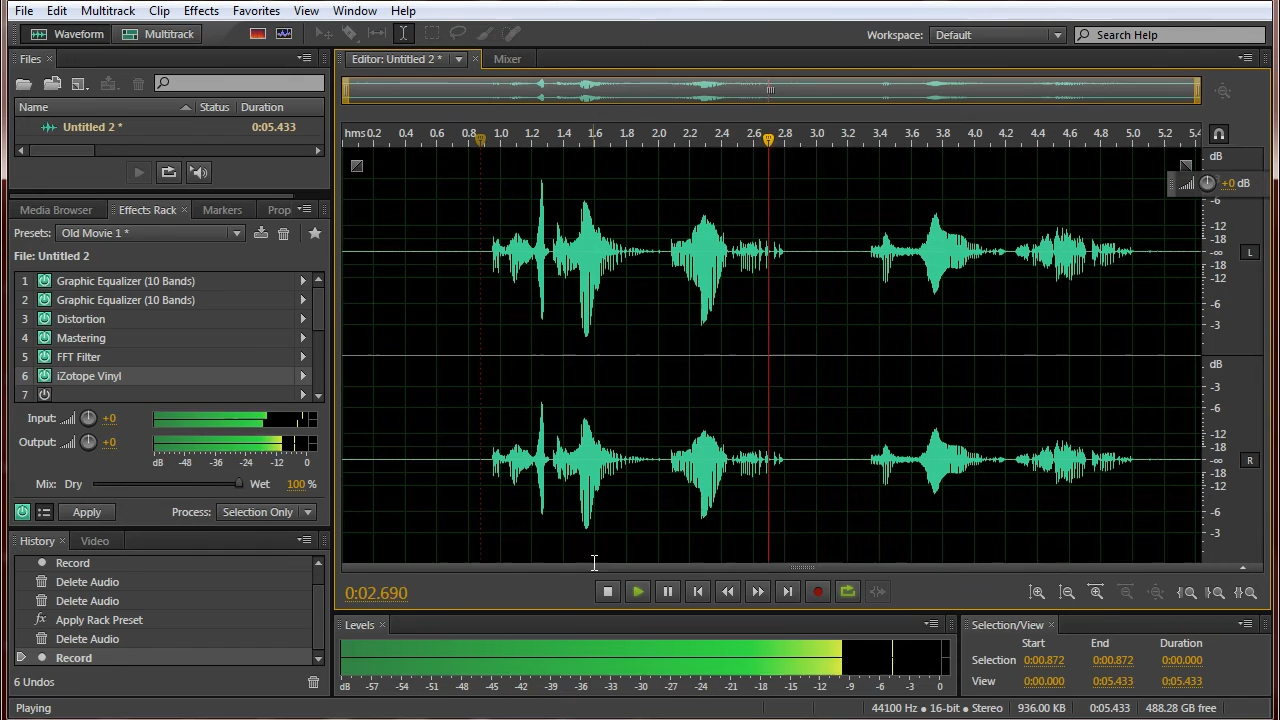 File Edit Multitrack Clip Effects Favorites View Window Help
Waveform Multitrack Workspace: Default Search Help
Files Editor: Untitled 2 * Mixer
Name Status Duration
Untitled 2 * 0:05.433
hms 0.2 0.4 0.6 0.8 1.0 1.2 1.4 1.6 1.8 2.0 2.2 2.4 2.6 2.8 3.0 3.2 3.4 3.6 3.8 4.0 4.2 4.4 4.6 4.8 5.0 5.2 5.4
dB
+0 dB
-6
-12
-18
-∞
-18
-12
-6
-3
L
dB
-3
-6
-12
-18
-∞
-18
-12
-6
-3
R
Media Browser Effects Rack Markers Prop
Presets: Old Movie 1 *
File: Untitled 2
1 Graphic Equalizer (10 Bands)
2 Graphic Equalizer (10 Bands)
3 Distortion
4 Mastering
5 FFT Filter
6 iZotope Vinyl
7
Input: +0
Output: +0
dB -48 -36 -24 -12 0
Mix: Dry Wet 100 %
Apply Process: Selection Only
History Video
Record
Delete Audio
Delete Audio
fx Apply Rack Preset
Delete Audio
Record
6 Undos
0:02.690
Levels
dB -57 -54 -51 -48 -45 -42 -39 -36 -33 -30 -27 -24 -21 -18 -15 -12 -9 -6 -3 0
Selection/View
Start End Duration
Selection 0:00.872 0:00.872 0:00.000
View 0:00.000 0:05.433 0:05.433
Playing 44100 Hz ● 16-bit ● Stereo 936.00 KB 0:05.433 488.28 GB free